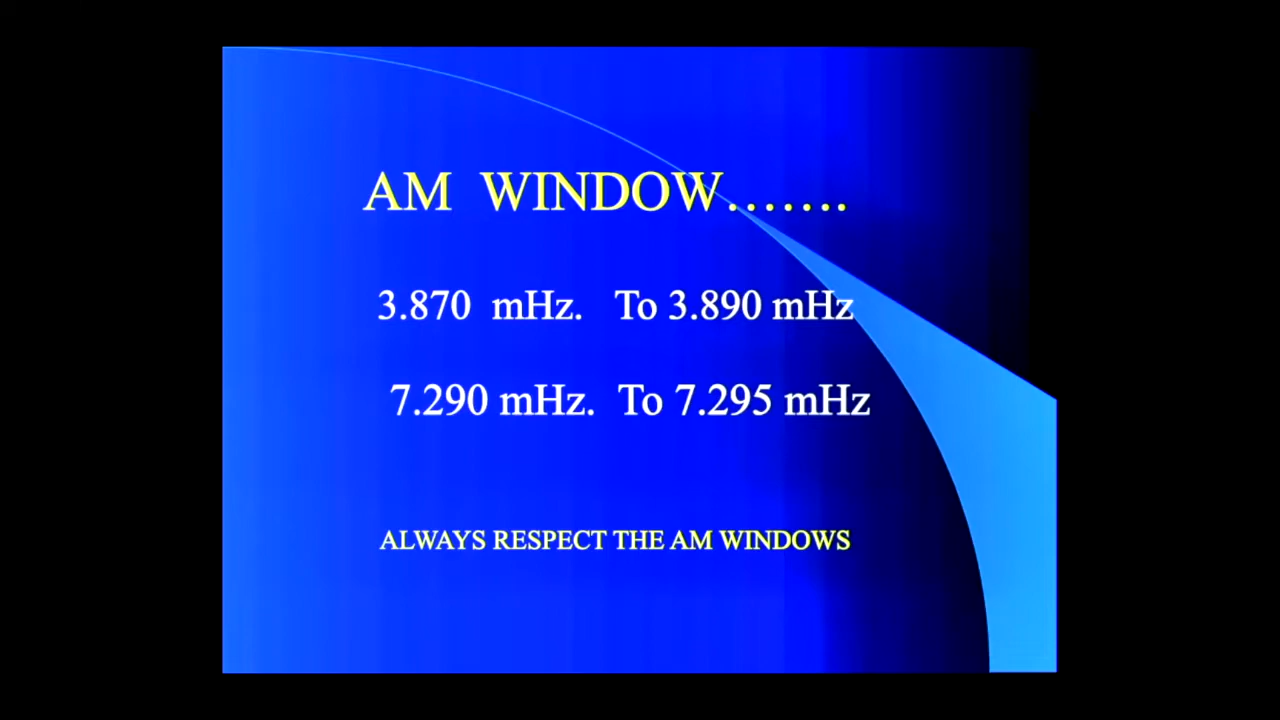 AM WINDOW.......
3.870 mHz. To 3.890 mHz
7.290 mHz. To 7.295 mHz
ALWAYS RESPECT THE AM WINDOWS